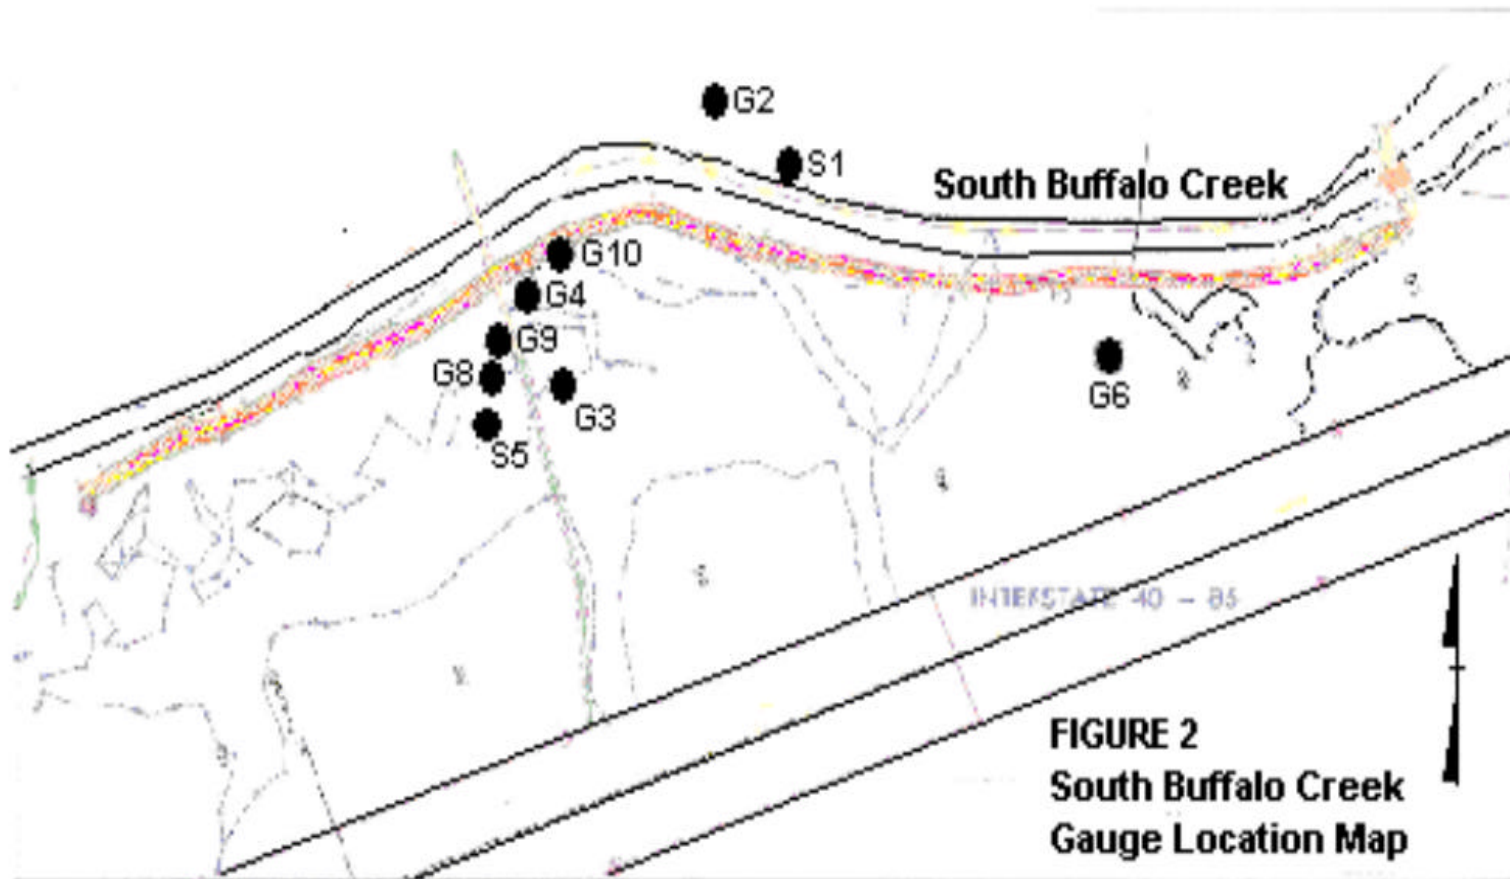 G2
S1
South Buffalo Creek
G10
G4
G9
G8
G3
G6
S5
INTERSTATE 40 - 85
FIGURE 2
South Buffalo Creek
Gauge Location Map